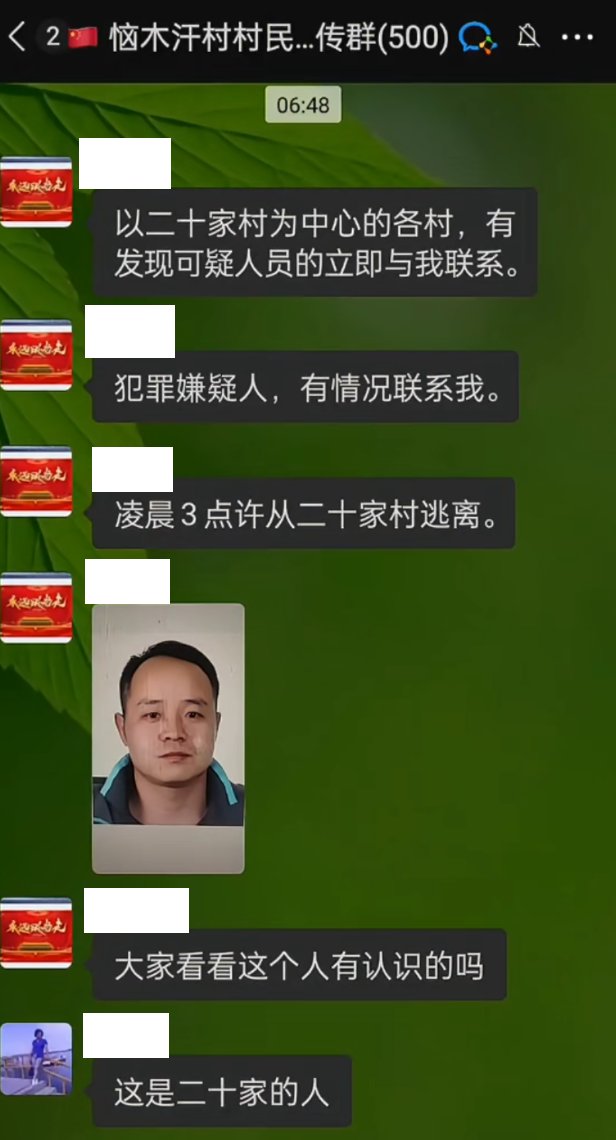 2🇨🇳 恼木汗村村民...传群(500)
06:48
以二十家村为中心的各村，有
发现可疑人员的立即与我联系。
犯罪嫌疑人，有情况联系我。
凌晨3点许从二十家村逃离。
大家看看这个人有认识的吗
这是二十家的人